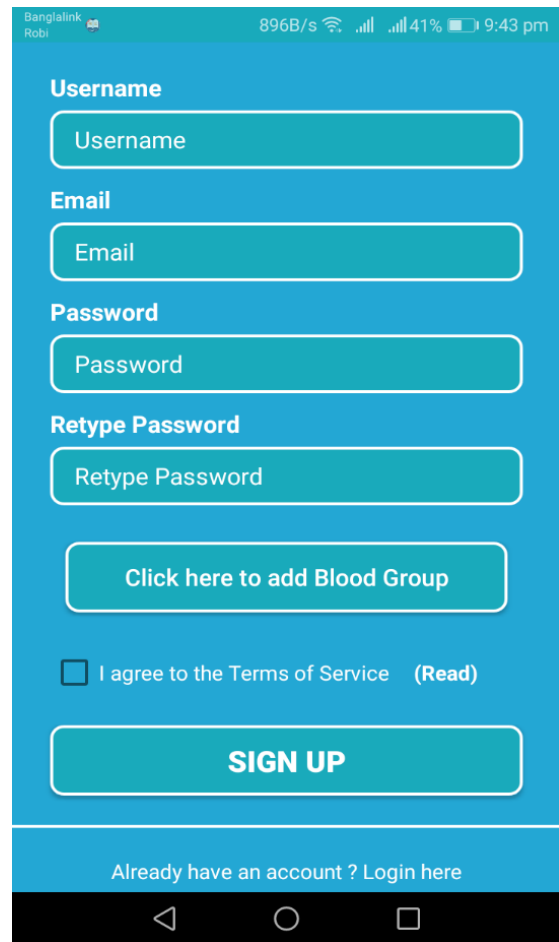 Banglalink
Robi
896B/s 41% 9:43 pm
Username
Username
Email
Email
Password
Password
Retype Password
Retype Password
Click here to add Blood Group
I agree to the Terms of Service (Read)
SIGN UP
Already have an account ? Login here